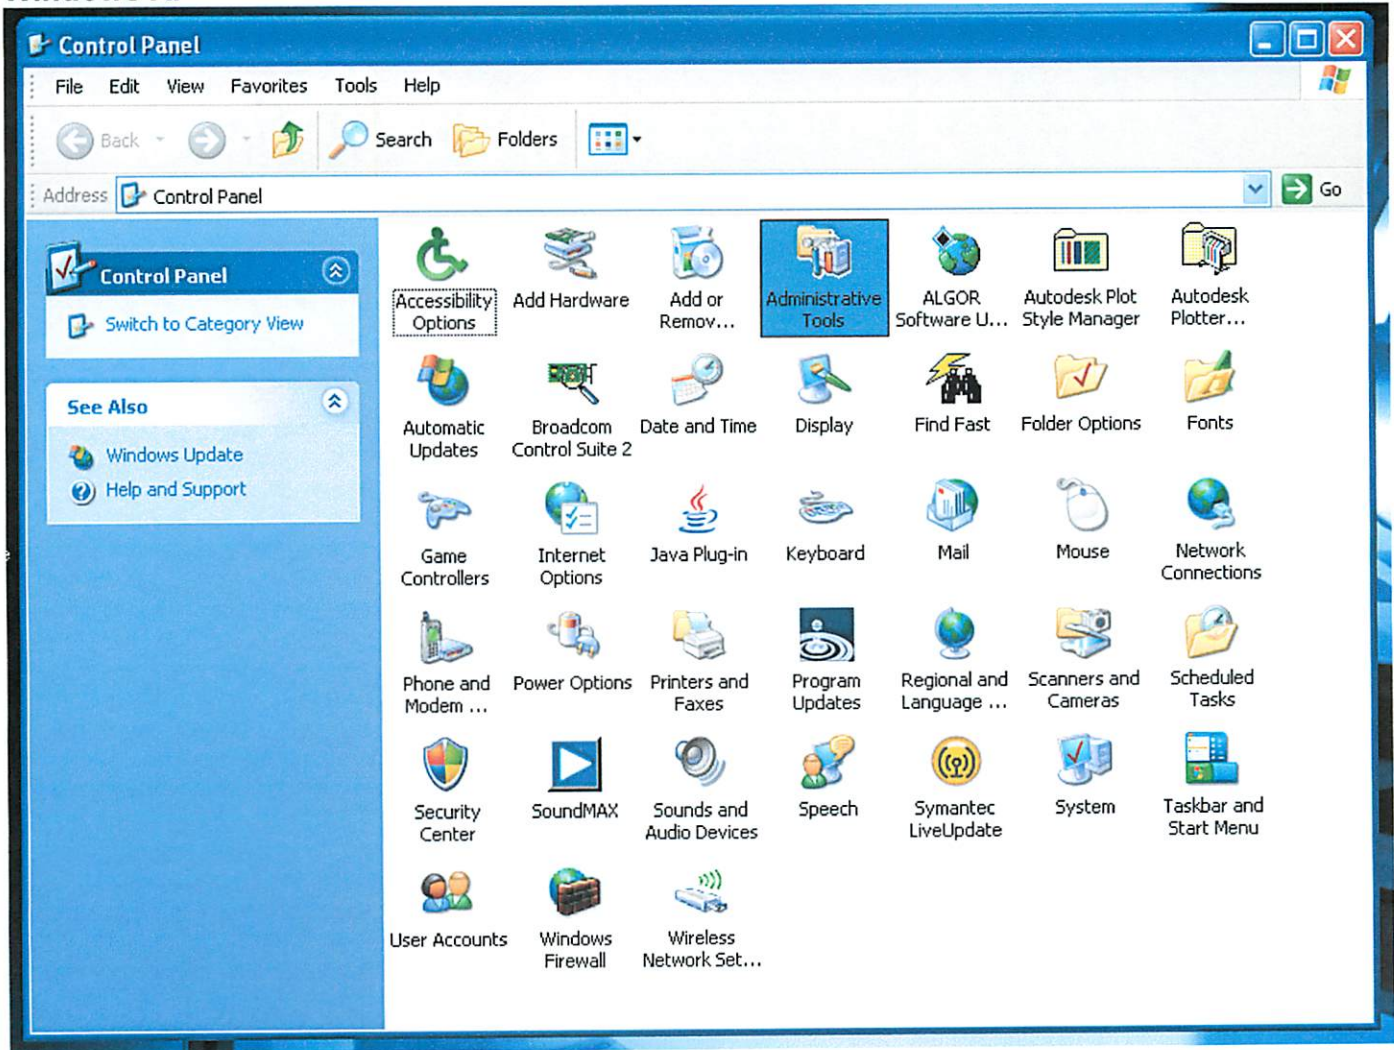 Control Panel
File Edit View Favorites Tools Help
Back Search Folders
Address Control Panel Go
Control Panel
Switch to Category View
See Also
Windows Update
Help and Support
Accessibility
Options
Add Hardware
Add or
Remov...
Administrative
Tools
ALGOR
Software U...
Autodesk Plot
Style Manager
Autodesk
Plotter...
Automatic
Updates
Broadcom
Control Suite 2
Date and Time
Display
Find Fast
Folder Options
Fonts
Game
Controllers
Internet
Options
Java Plug-in
Keyboard
Mail
Mouse
Network
Connections
Phone and
Modem ...
Power Options
Printers and
Faxes
Program
Updates
Regional and
Language ...
Scanners and
Cameras
Scheduled
Tasks
Security
Center
SoundMAX
Sounds and
Audio Devices
Speech
Symantec
LiveUpdate
System
Taskbar and
Start Menu
User Accounts
Windows
Firewall
Wireless
Network Set...